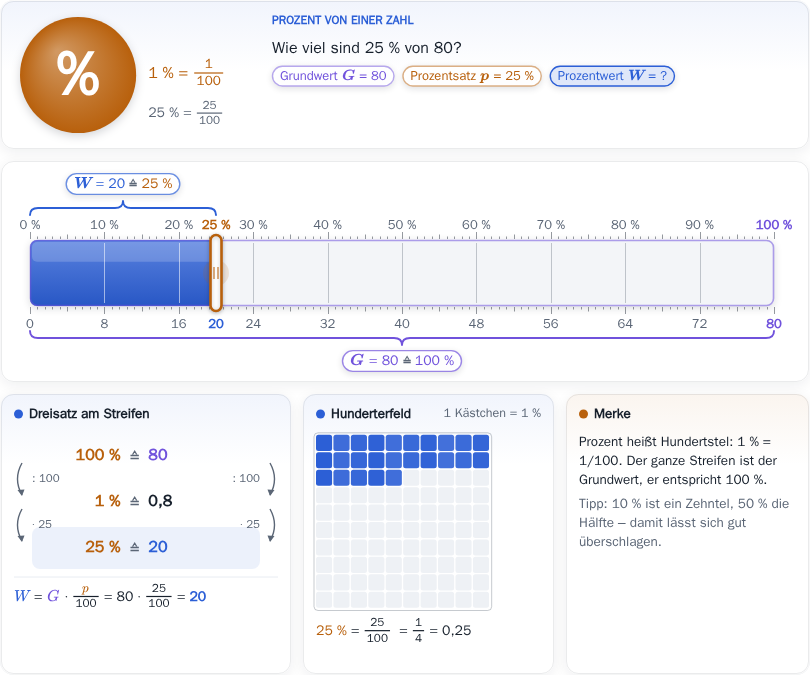 PROZENT VON EINER ZAHL
%
1 % = 1/100
25 % = 25/100
Wie viel sind 25 % von 80?
Grundwert G = 80 Prozentsatz p = 25 % Prozentwert W = ?
W = 20 ≙ 25 %
0 % 10 % 20 % 25 % 30 % 40 % 50 % 60 % 70 % 80 % 90 % 100 %
0 8 16 20 24 32 40 48 56 64 72 80
G = 80 ≙ 100 %
Dreisatz am Streifen
100 % ≙ 80
: 100 : 100
1 % ≙ 0,8
· 25 · 25
25 % ≙ 20
W = G · p/100 = 80 · 25/100 = 20
Hunderterfeld 1 Kästchen = 1 %
25 % = 25/100 = 1/4 = 0,25
Merke
Prozent heißt Hundertstel: 1 % =
1/100. Der ganze Streifen ist der
Grundwert, er entspricht 100 %.
Tipp: 10 % ist ein Zehntel, 50 % die
Hälfte – damit lässt sich gut
überschlagen.